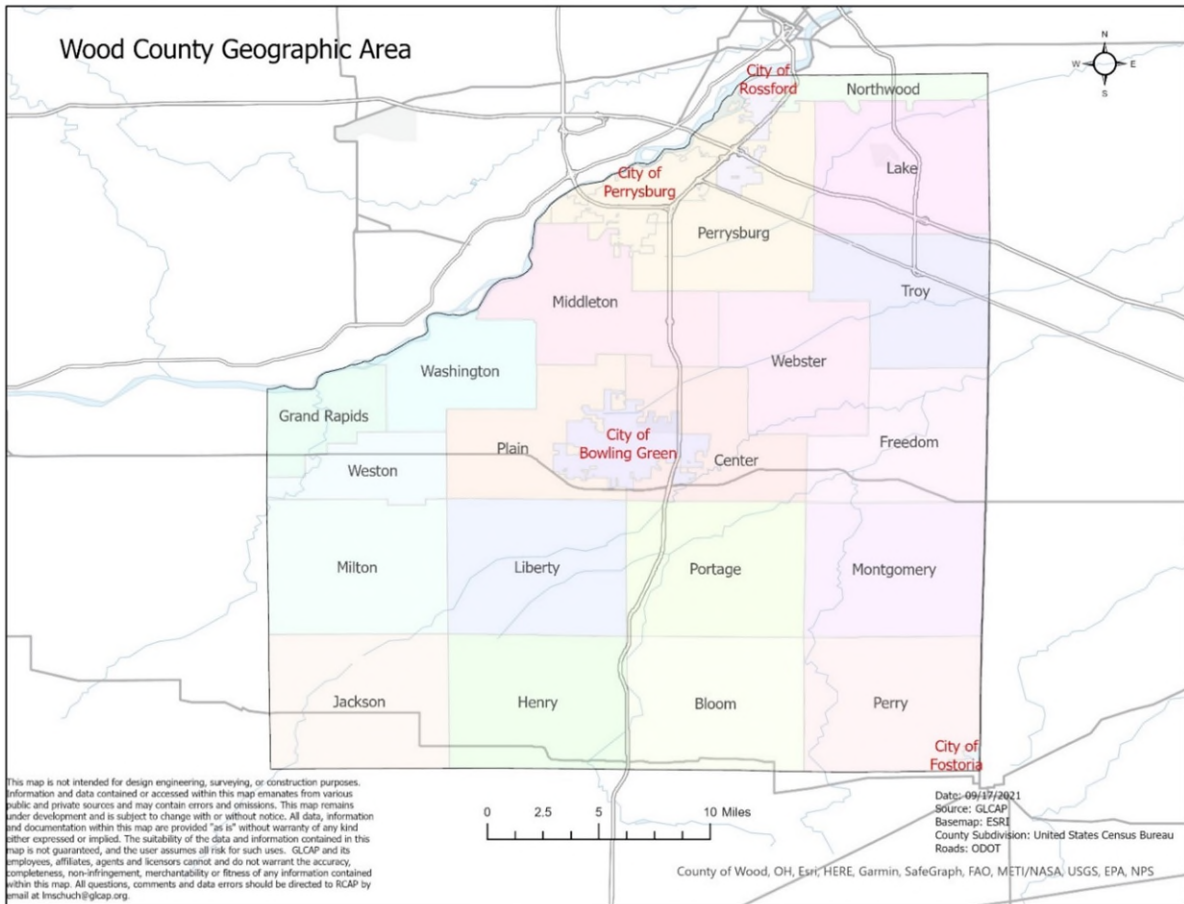 Wood County Geographic Area
N
W
E
S
City of
Rossford
Northwood
Lake
City of
Perrysburg
Perrysburg
Troy
Middleton
Webster
Washington
Grand Rapids
Plain
City of
Bowling Green
Center
Freedom
Weston
Milton
Liberty
Portage
Montgomery
Jackson
Henry
Bloom
Perry
City of
Fostoria
This map is not intended for design engineering, surveying, or construction purposes.
Information and data contained or accessed within this map emanates from various
public and private sources and may contain errors and omissions. This map remains
under development and is subject to change with or without notice. All data, information
and documentation within this map are provided "as is" without warranty of any kind
either expressed or implied. The suitability of the data and information contained in this
map is not guaranteed, and the user assumes all risk for such uses. GLCAP and its
employees, affiliates, agents and licensors cannot and do not warrant the accuracy,
completeness, non-infringement, merchantability or fitness of any information contained
within this map. All questions, comments and data errors should be directed to RCAP by
email at lmschuch@glcap.org.
0 2.5 5 10 Miles
Date: 09/17/2021
Source: GLCAP
Basemap: ESRI
County Subdivision: United States Census Bureau
Roads: ODOT
County of Wood, OH, Esri, HERE, Garmin, SafeGraph, FAO, METI/NASA, USGS, EPA, NPS